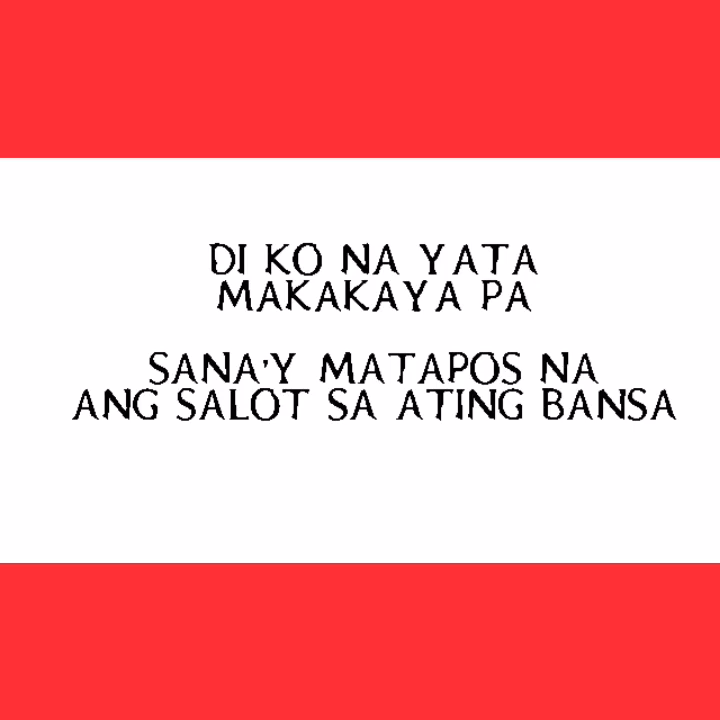 DI KO NA YATA
MAKAKAYA PA
SANA'Y MATAPOS NA
ANG SALOT SA ATING BANSA